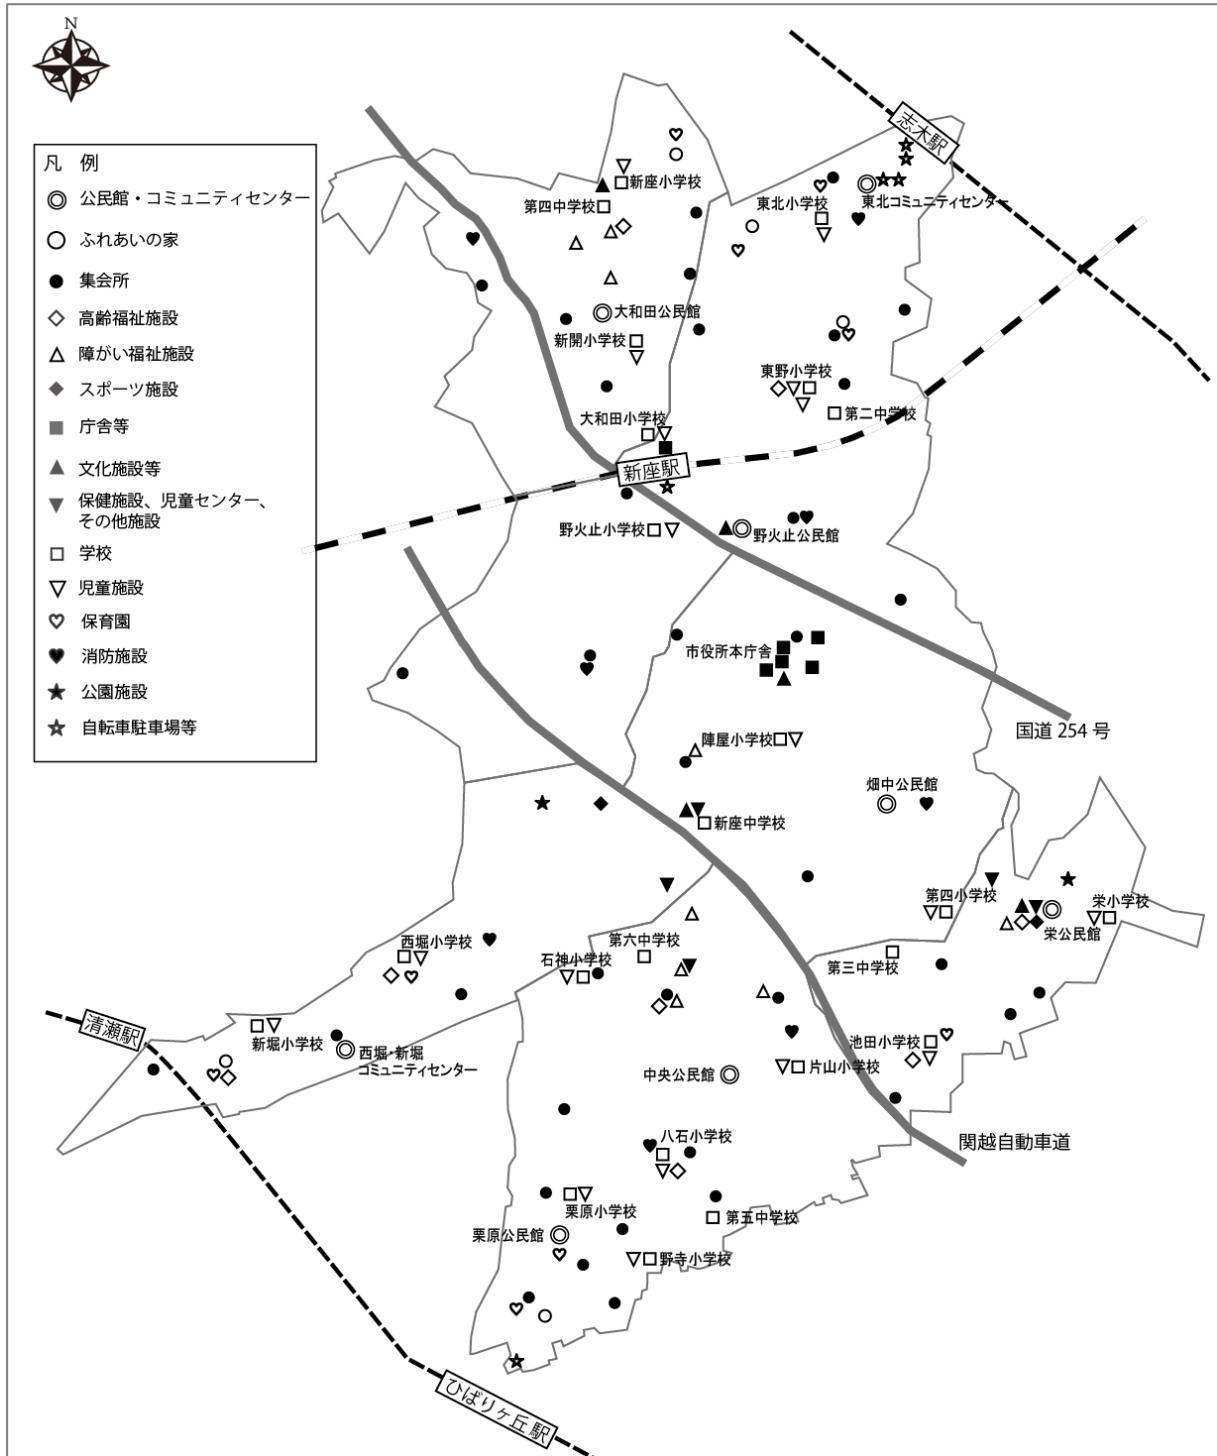 N
志木駅
凡 例
公民館・コミュニティセンター
ふれあいの家
集会所
高齢福祉施設
障がい福祉施設
スポーツ施設
庁舎等
文化施設等
保健施設、児童センター、
その他施設
学校
児童施設
保育園
消防施設
公園施設
自転車駐車場等
新座小学校
第四中学校
東北小学校
東北コミュニティセンター
大和田公民館
新開小学校
東野小学校
大和田小学校
第二中学校
新座駅
野火止小学校
野火止公民館
市役所本庁舎
国道 254 号
陣屋小学校
畑中公民館
新座中学校
第四小学校
栄小学校
栄公民館
西堀小学校
第六中学校
石神小学校
第三中学校
清瀬駅
新堀小学校
西堀・新堀
コミュニティセンター
池田小学校
中央公民館
片山小学校
関越自動車道
八石小学校
栗原小学校
第五中学校
栗原公民館
野寺小学校
ひばりヶ丘駅